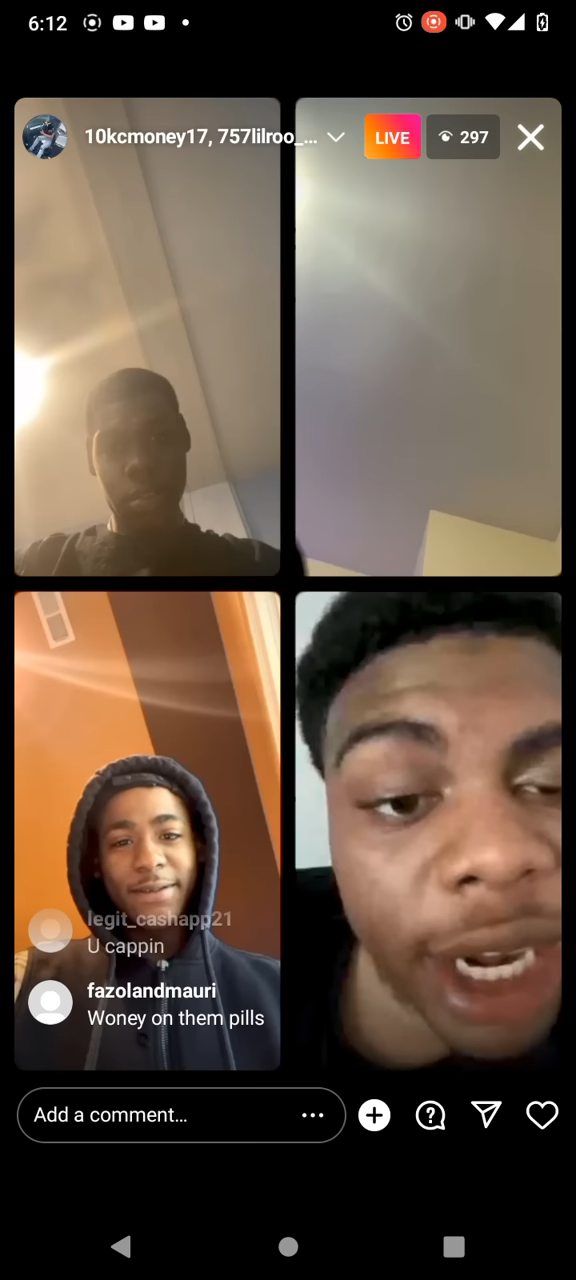 6:12
10kcmoney17, 757lilroo_...
LIVE
297
legit_cashapp21
U cappin
fazolandmauri
Woney on them pills
Add a comment...